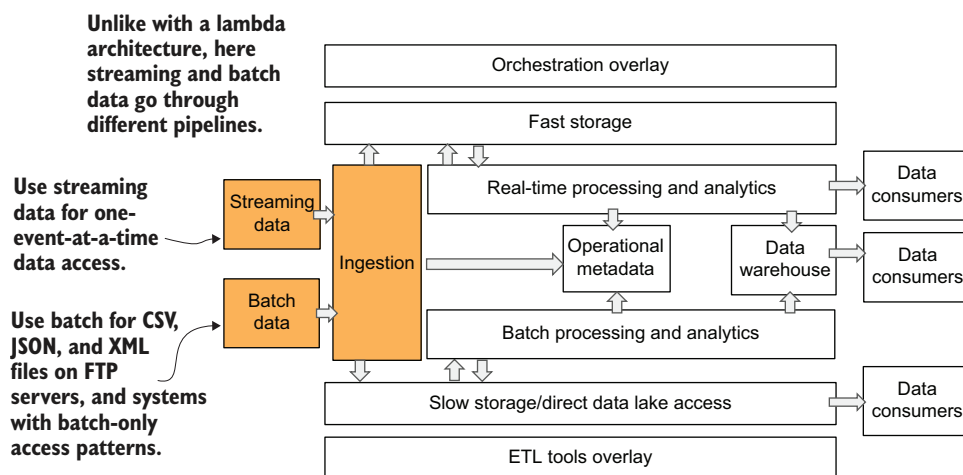 Unlike with a lambda
architecture, here
streaming and batch
data go through
different pipelines.
Orchestration overlay
Fast storage
Use streaming
data for one-
event-at-a-time
data access.
Streaming
data
Ingestion
Real-time processing and analytics
Data
consumers
Operational
metadata
Data
warehouse
Data
consumers
Use batch for CSV,
JSON, and XML
files on FTP
servers, and systems
with batch-only
access patterns.
Batch
data
Batch processing and analytics
Slow storage/direct data lake access
Data
consumers
ETL tools overlay